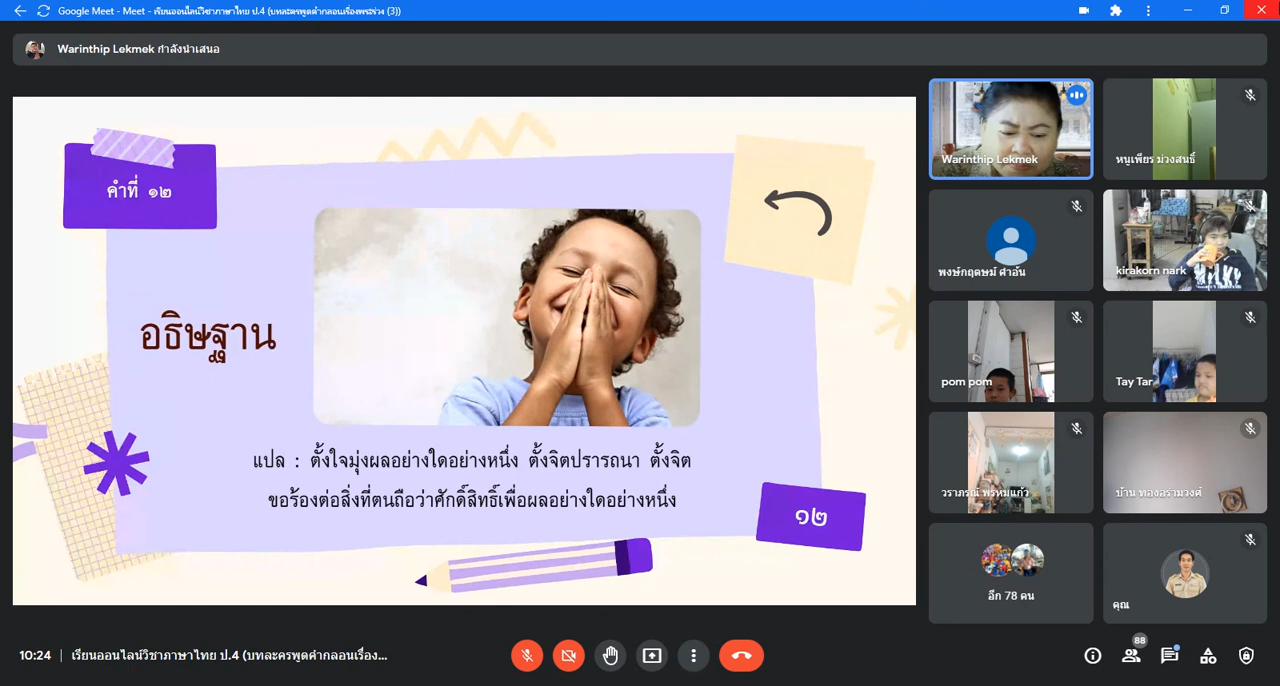 Google Meet - Meet - เรียนออนไลน์วิชาภาษาไทย ป.4 (บทละครพูดคำกลอนเรื่องพระร่วง (3))
Warinthip Lekmek กำลังนำเสนอ
คำที่ ๑๒
อธิษฐาน
แปล : ตั้งใจมุ่งผลอย่างใดอย่างหนึ่ง ตั้งจิตปรารถนา ตั้งจิต
ขอร้องต่อสิ่งที่ตนถือว่าศักดิ์สิทธิ์เพื่อผลอย่างใดอย่างหนึ่ง
๑๒
Warinthip Lekmek
หนูเพียร ม่วงสนธิ์
พงษ์กฤตษม์ ศำอัน
kirakorn nark
pom pom
Tay Tar
วราภรณ์ พรหมแก้ว
บ้าน ทองอร่ามวงศ์
อีก 78 คน
คุณ
10:24 | เรียนออนไลน์วิชาภาษาไทย ป.4 (บทละครพูดคำกลอนเรื่อง...
88